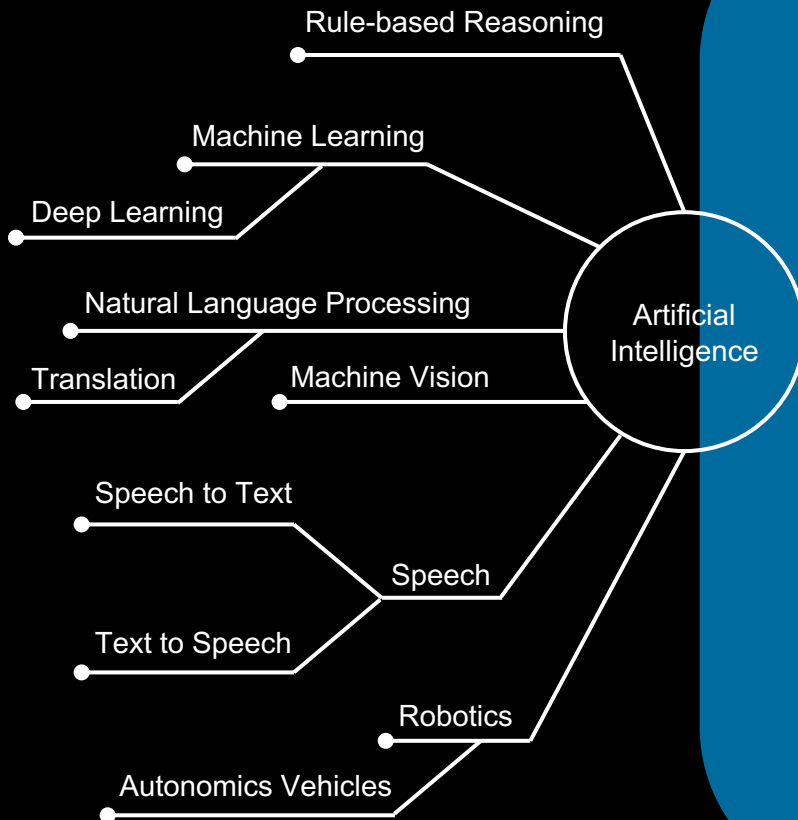 Rule-based Reasoning
Machine Learning
Deep Learning
Natural Language Processing
Artificial
Intelligence
Translation
Machine Vision
Speech to Text
Speech
Text to Speech
Robotics
Autonomics Vehicles